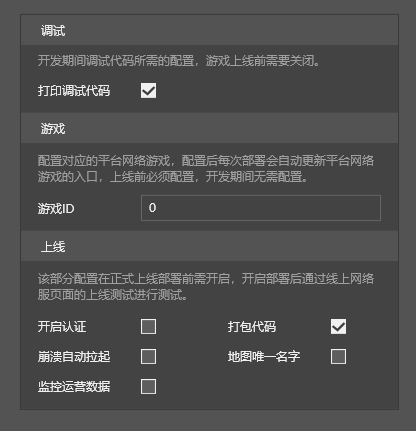 调试
开发期间调试代码所需的配置，游戏上线前需要关闭。
打印调试代码
游戏
配置对应的平台网络游戏，配置后每次部署会自动更新平台网络
游戏的入口，上线前必须配置，开发期间无需配置。
游戏ID 0
上线
该部分配置在正式上线部署前需开启，开启部署后通过线上网络
服页面的上线测试进行测试。
开启认证 打包代码
崩溃自动拉起 地图唯一名字
监控运营数据